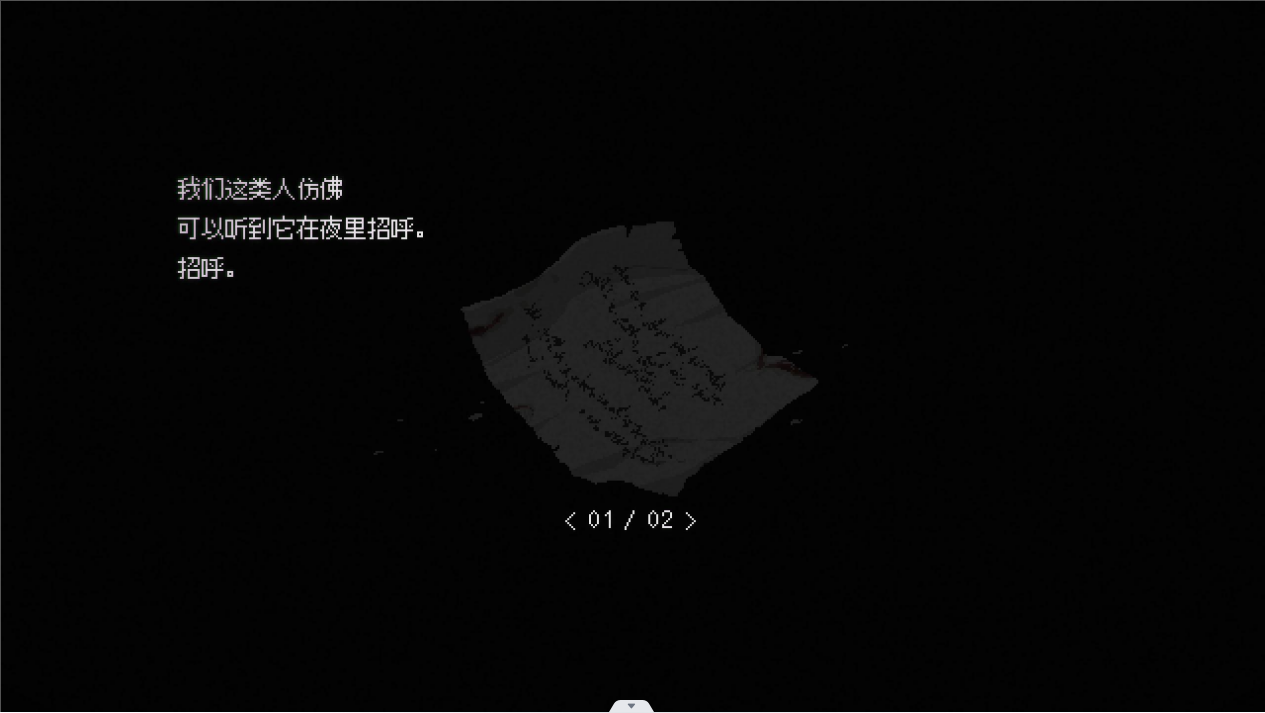 我们这类人仿佛
可以听到它在夜里招呼。
招呼。
< 01 / 02 >